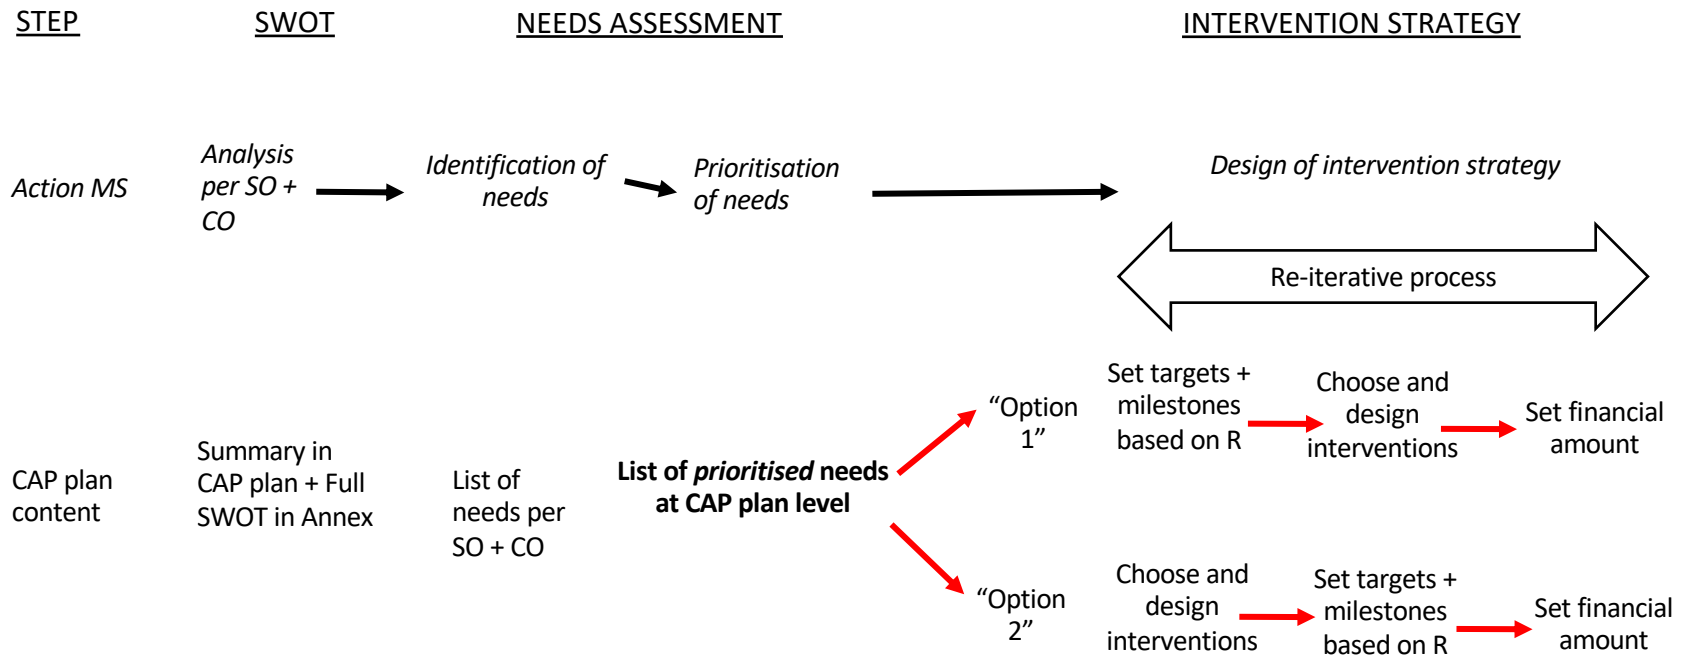 STEP
SWOT
NEEDS ASSESSMENT
INTERVENTION STRATEGY
Action MS
Analysis
per SO +
CO
Identification of
needs
Prioritisation
of needs
Design of intervention strategy
Re-iterative process
CAP plan
content
Summary in
CAP plan + Full
SWOT in Annex
List of
needs per
SO + CO
List of prioritised needs
at CAP plan level
“Option
1”
Set targets +
milestones
based on R
Choose and
design
interventions
Set financial
amount
“Option
2”
Choose and
design
interventions
Set targets +
milestones
based on R
Set financial
amount